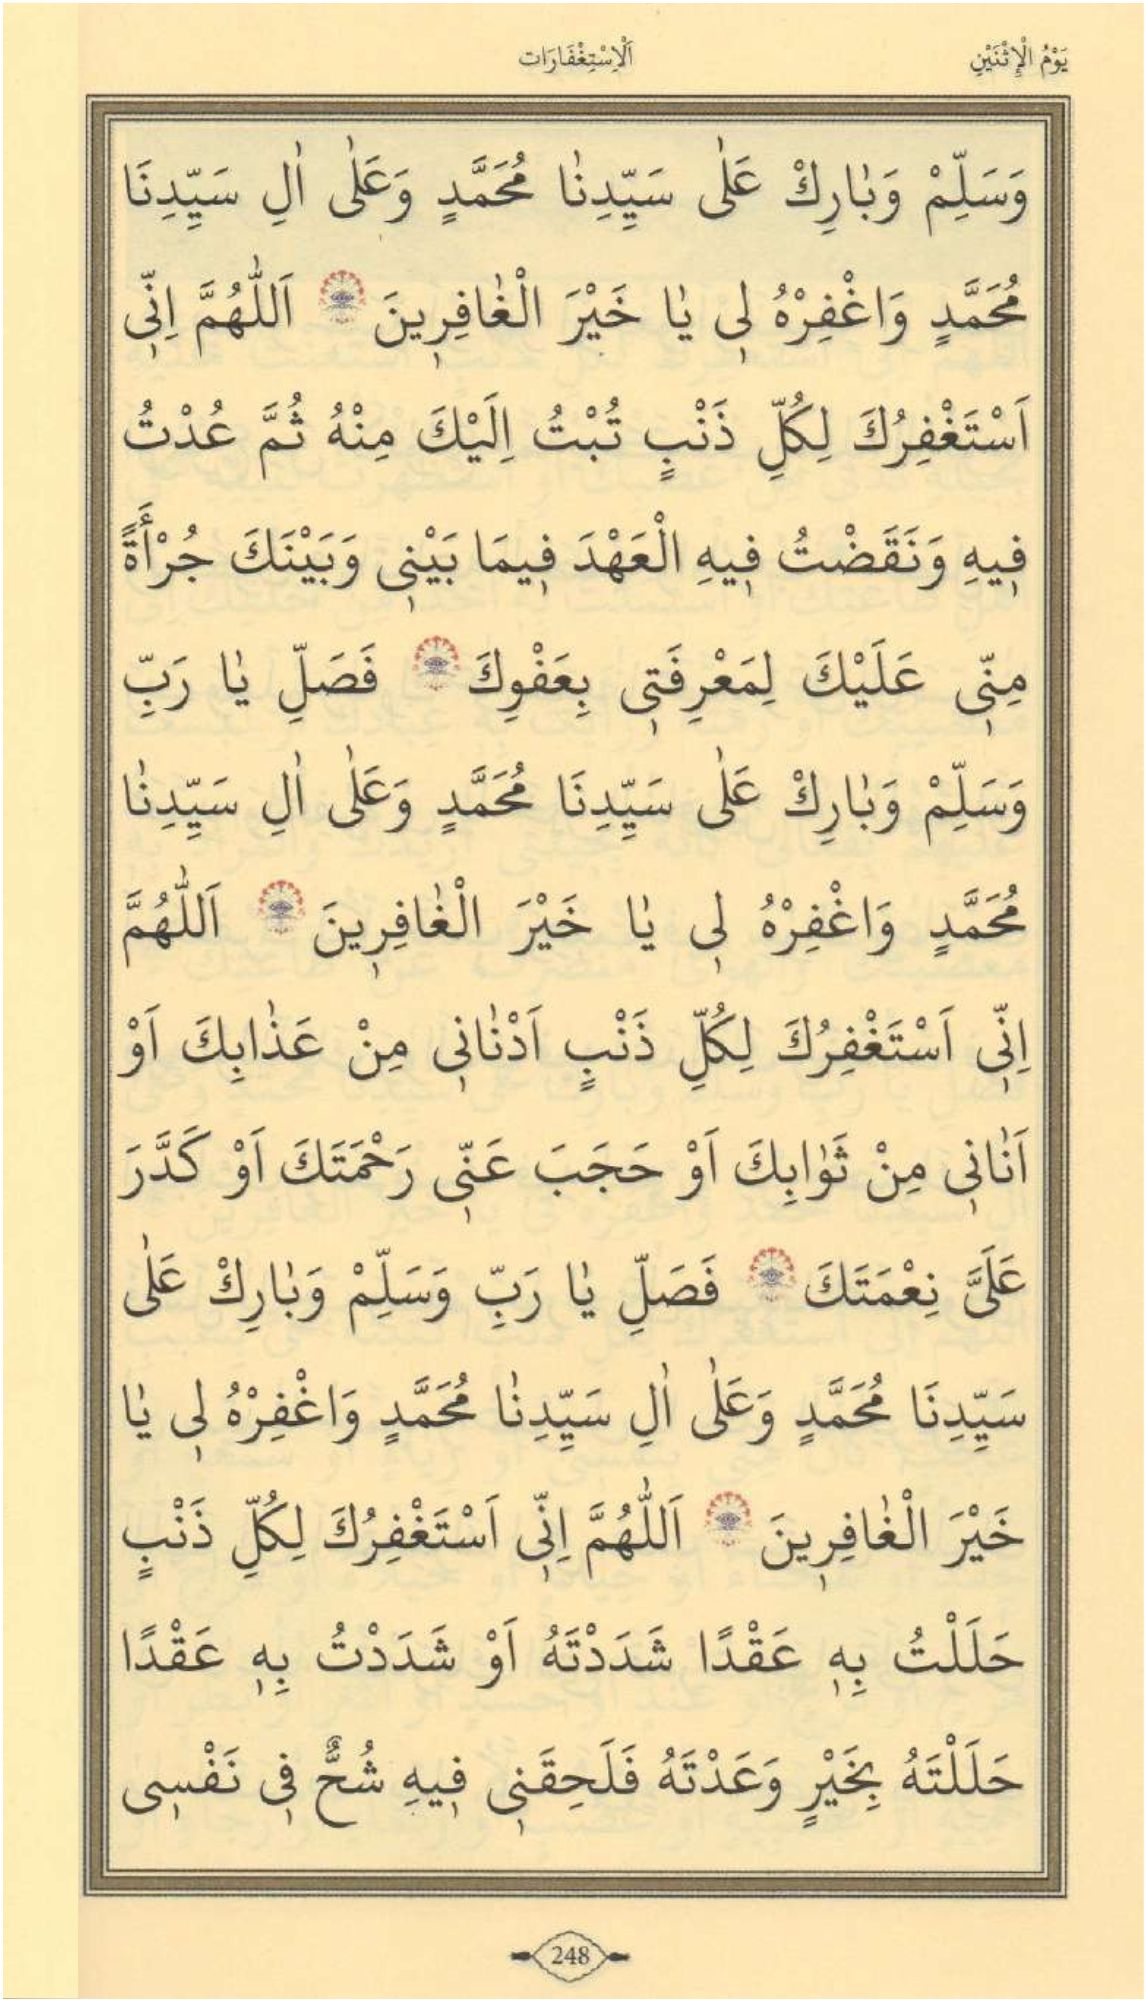 يَوْمُ الْإِثْنَيْنِ
اَلْاِسْتِغْفَارَات
وَسَلِّمْ وَبٰارِكْ عَلٰى سَيِّدِنٰا مُحَمَّدٍ وَعَلٰى اٰلِ سَيِّدِنَا
مُحَمَّدٍ وَاغْفِرْهُ لٖى يٰا خَيْرَ الْغٰافِرٖينَ اَللّٰهُمَّ اِنّٖى
اَسْتَغْفِرُكَ لِكُلِّ ذَنْبٍ تُبْتُ اِلَيْكَ مِنْهُ ثُمَّ عُدْتُ
فٖيهِ وَنَقَضْتُ فٖيهِ الْعَهْدَ فٖيمَا بَيْنٖى وَبَيْنَكَ جُرْأَةً
مِنّٖى عَلَيْكَ لِمَعْرِفَتٖى بِعَفْوِكَ فَصَلِّ يٰا رَبِّ
وَسَلِّمْ وَبٰارِكْ عَلٰى سَيِّدِنَا مُحَمَّدٍ وَعَلٰى اٰلِ سَيِّدِنٰا
مُحَمَّدٍ وَاغْفِرْهُ لٖى يٰا خَيْرَ الْغٰافِرٖينَ اَللّٰهُمَّ
اِنّٖى اَسْتَغْفِرُكَ لِكُلِّ ذَنْبٍ اَدْنٰانٖى مِنْ عَذٰابِكَ اَوْ
اَنْاٰنٖى مِنْ ثَوٰابِكَ اَوْ حَجَبَ عَنّٖى رَحْمَتَكَ اَوْ كَدَّرَ
عَلَىَّ نِعْمَتَكَ فَصَلِّ يٰا رَبِّ وَسَلِّمْ وَبٰارِكْ عَلٰى
سَيِّدِنَا مُحَمَّدٍ وَعَلٰى اٰلِ سَيِّدِنٰا مُحَمَّدٍ وَاغْفِرْهُ لٖى يٰا
خَيْرَ الْغٰافِرٖينَ اَللّٰهُمَّ اِنّٖى اَسْتَغْفِرُكَ لِكُلِّ ذَنْبٍ
حَلَلْتُ بِهٖ عَقْدًا شَدَدْتَهُ اَوْ شَدَدْتُ بِهٖ عَقْدًا
حَلَلْتَهُ بِخَيْرٍ وَعَدْتَهُ فَلَحِقَنٖى فٖيهِ شُحٌّ فٖى نَفْسٖى
248